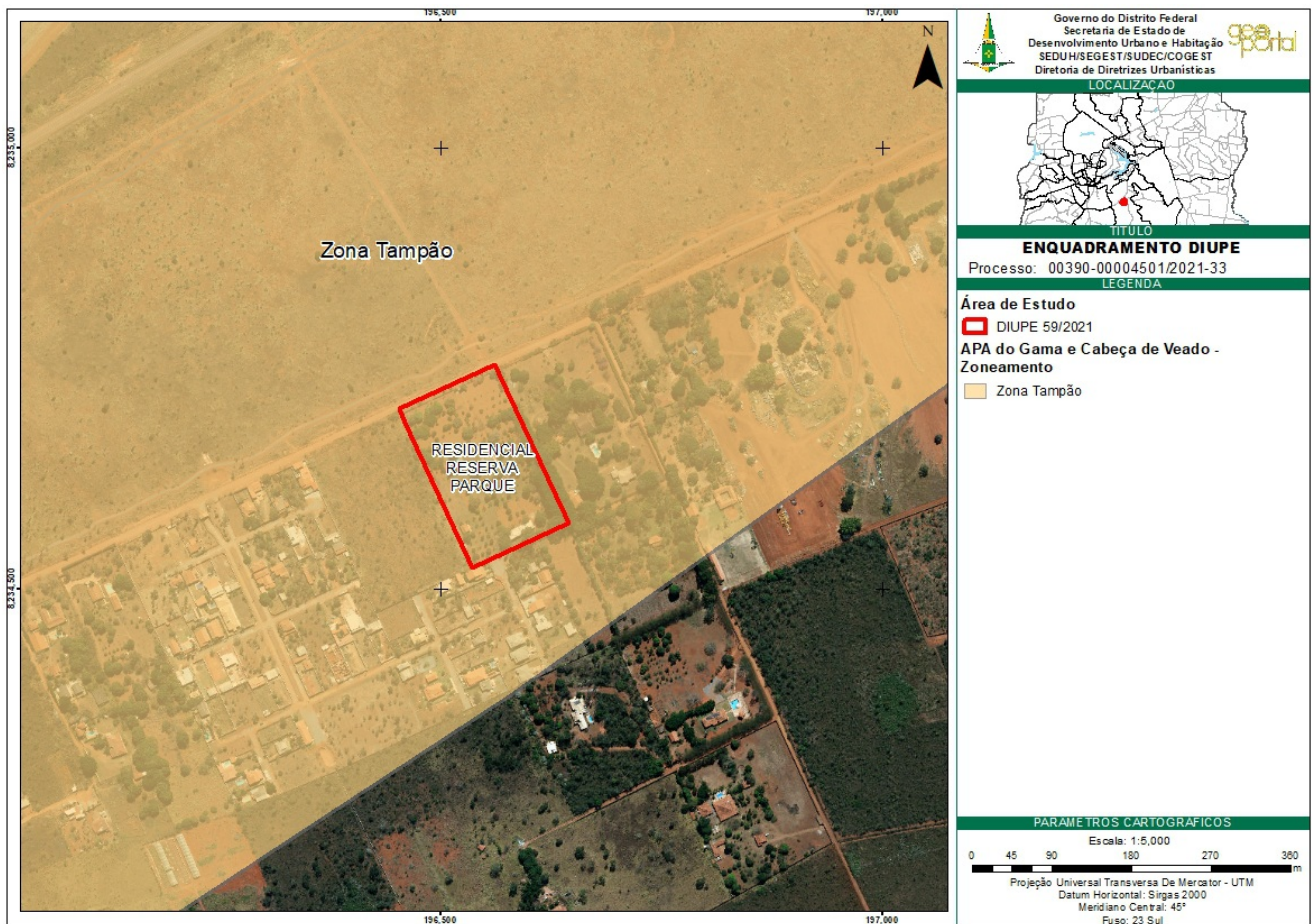 196,500
197,000
8,235,000
8,234,500
Zona Tampão
RESIDENCIAL
RESERVA
PARQUE
N
196,500
197,000
Governo do Distrito Federal
Secretaria de Estado de
Desenvolvimento Urbano e Habitação
SEDUH/SEGEST/SUDEC/COGEST
Diretoria de Diretrizes Urbanísticas
geo
portal
LOCALIZAÇÃO
TÍTULO
ENQUADRAMENTO DIUPE
Processo: 00390-00004501/2021-33
LEGENDA
Área de Estudo
DIUPE 59/2021
APA do Gama e Cabeça de Veado -
Zoneamento
Zona Tampão
PARÂMETROS CARTOGRÁFICOS
Escala: 1:5,000
0 45 90 180 270 360
m
Projeção Universal Transversa De Mercator - UTM
Datum Horizontal: Sirgas 2000
Meridiano Central: 45°
Fuso: 23 Sul